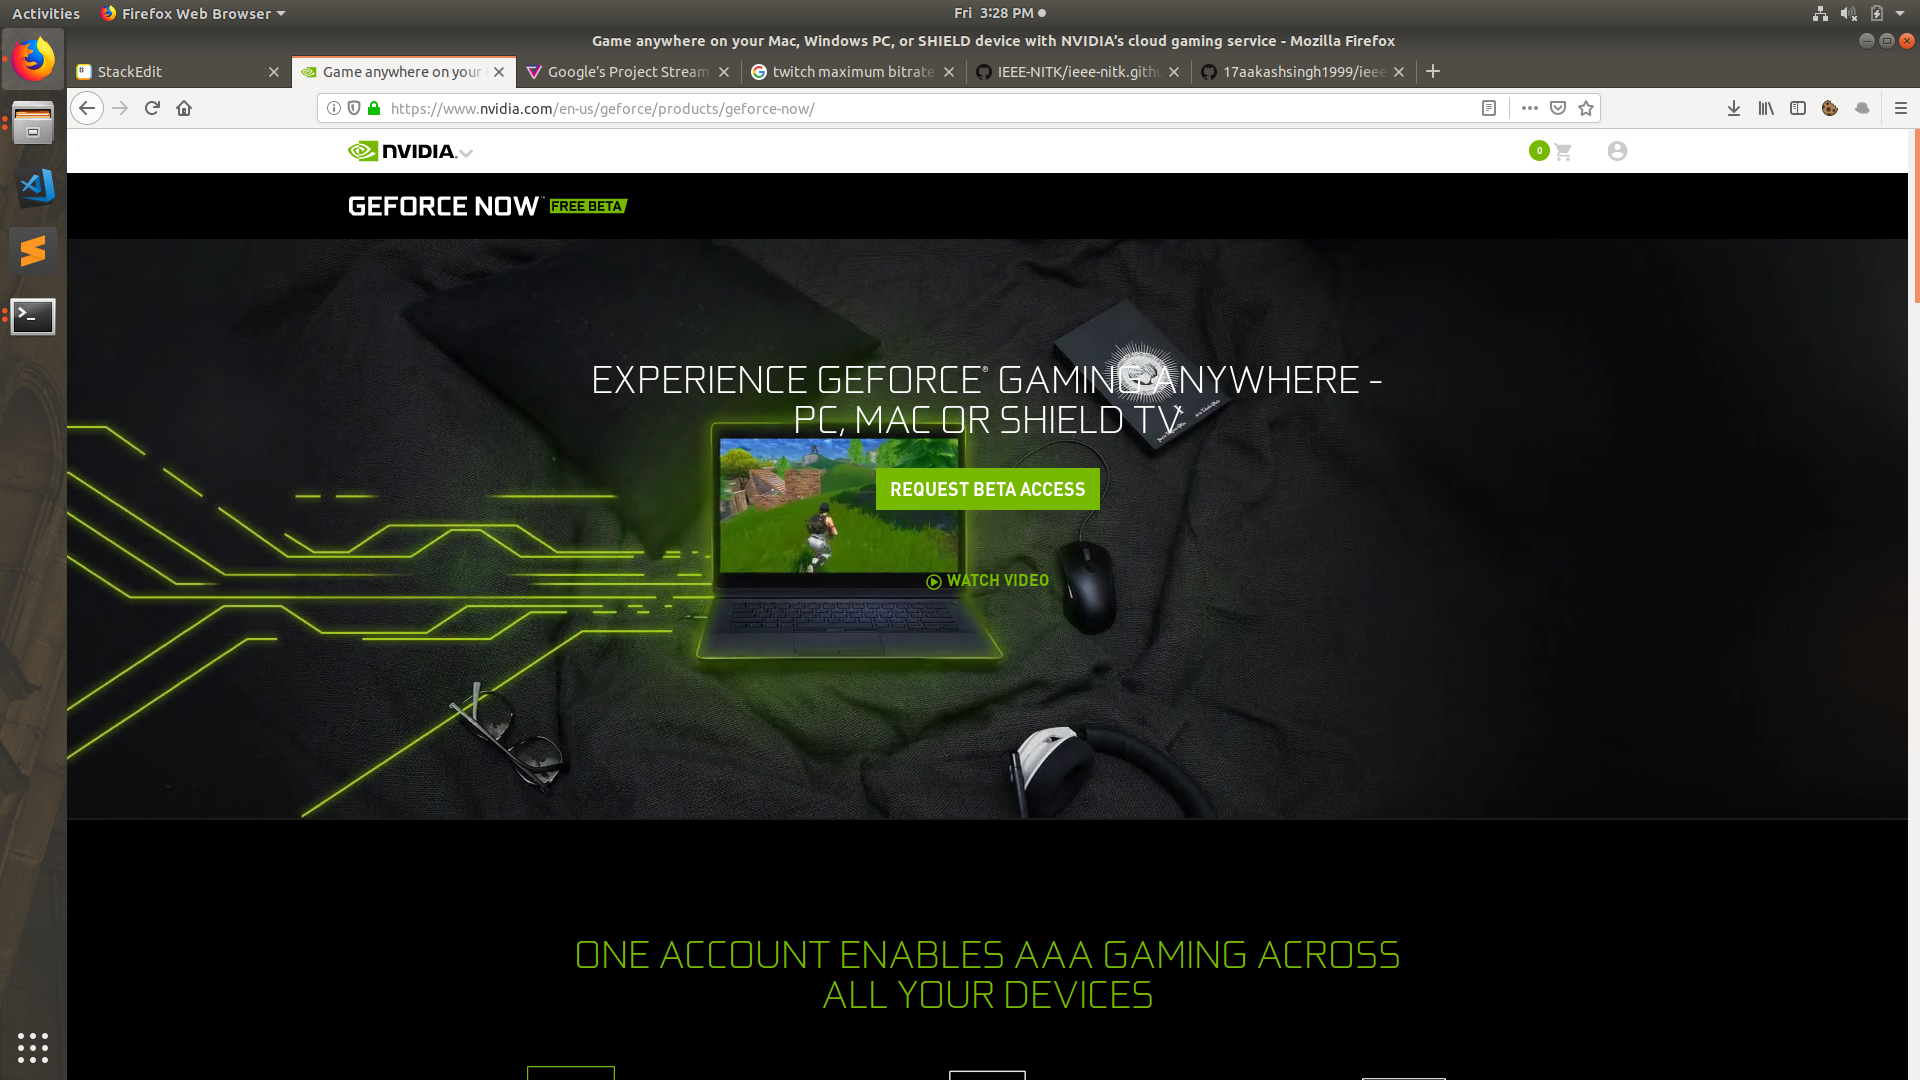 Activities
Firefox Web Browser
Fri 3:28 PM
Game anywhere on your Mac, Windows PC, or SHIELD device with NVIDIA's cloud gaming service - Mozilla Firefox
StackEdit
Game anywhere on your
Google's Project Stream
twitch maximum bitrate
IEEE-NITK/ieee-nitk.githu
17aakashsingh1999/ieee
https://www.nvidia.com/en-us/geforce/products/geforce-now/
NVIDIA.
0
GEFORCE NOW™ FREE BETA
EXPERIENCE GEFORCE® GAMING ANYWHERE -
PC, MAC OR SHIELD TV
REQUEST BETA ACCESS
WATCH VIDEO
ONE ACCOUNT ENABLES AAA GAMING ACROSS
ALL YOUR DEVICES